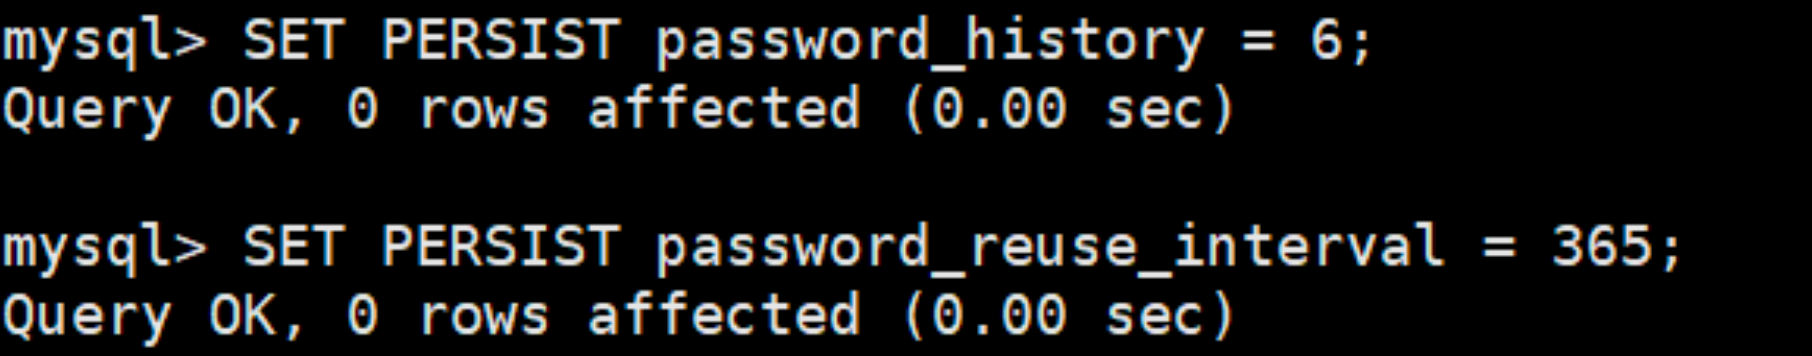 mysql> SET PERSIST password_history = 6;
Query OK, 0 rows affected (0.00 sec)
mysql> SET PERSIST password_reuse_interval = 365;
Query OK, 0 rows affected (0.00 sec)